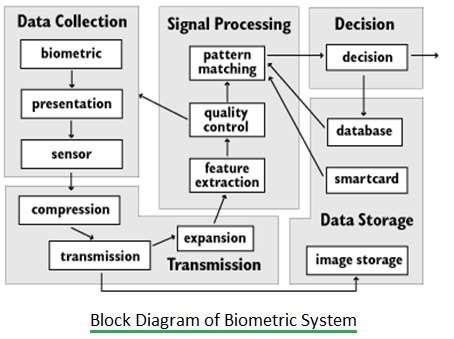 Data Collection
biometric
presentation
sensor
Signal Processing
pattern
matching
quality
control
feature
extraction
Decision
decision
database
smartcard
Data Storage
image storage
compression
transmission
expansion
Transmission
Block Diagram of Biometric System